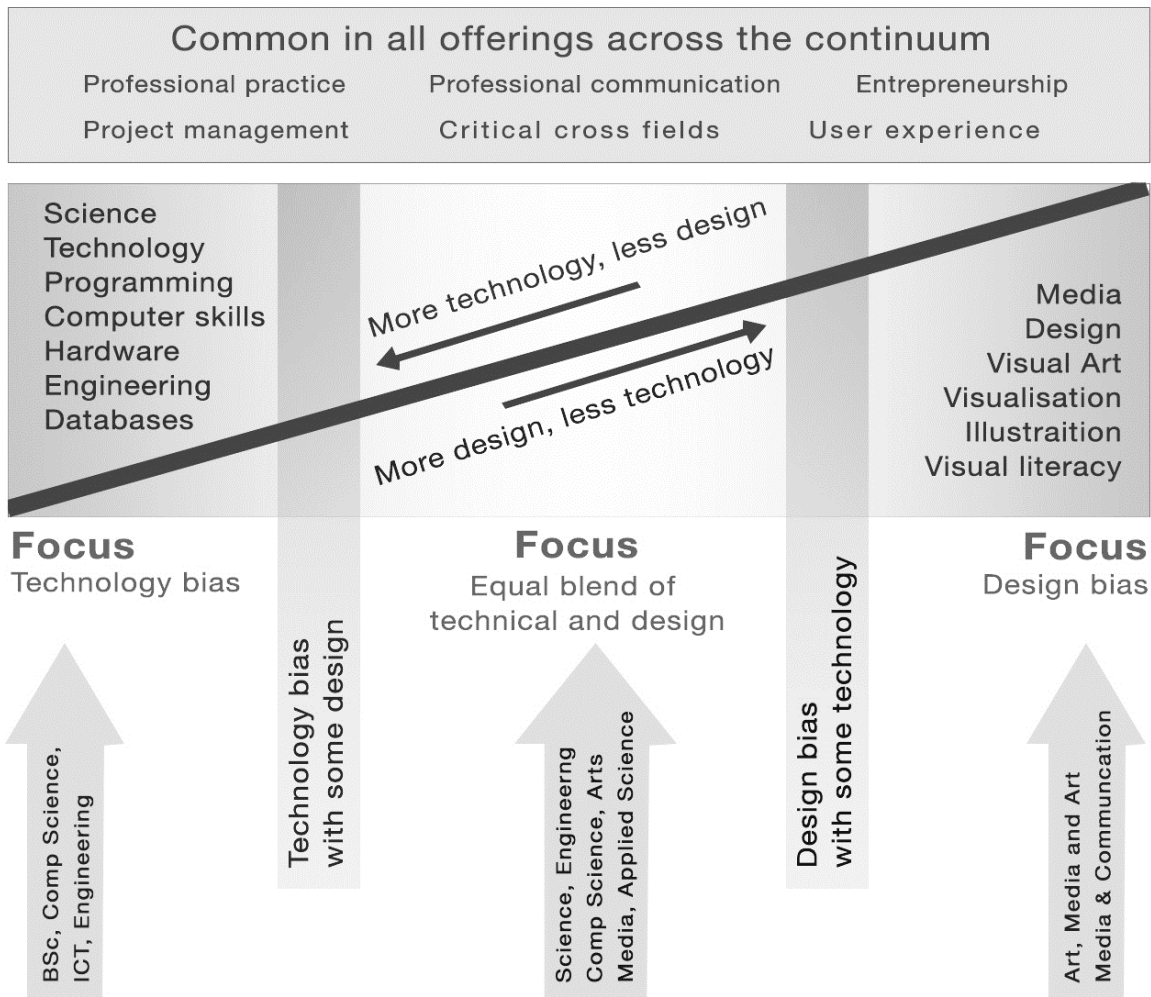 Common in all offerings across the continuum
Professional practice
Professional communication
Entrepreneurship
Project management
Critical cross fields
User experience
Science
Technology
Programming
Computer skills
Hardware
Engineering
Databases
More technology, less design
More design, less technology
Media
Design
Visual Art
Visualisation
Illustraition
Visual literacy
Focus
Technology bias
Focus
Equal blend of
technical and design
Focus
Design bias
BSc, Comp Science,
ICT, Engineering
Technology bias
with some design
Science, Engineerng
Comp Science, Arts
Media, Applied Science
Design bias
with some technology
Art, Media and Art
Media & Communcation